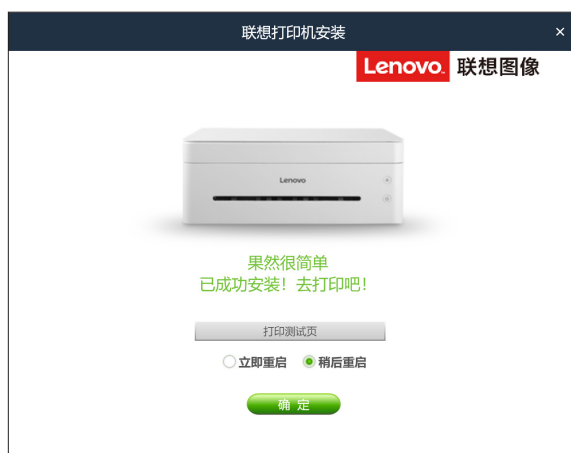 联想打印机安装
×
Lenovo. 联想图像
Lenovo
果然很简单
已成功安装！去打印吧！
打印测试页
立即重启 稍后重启
确 定